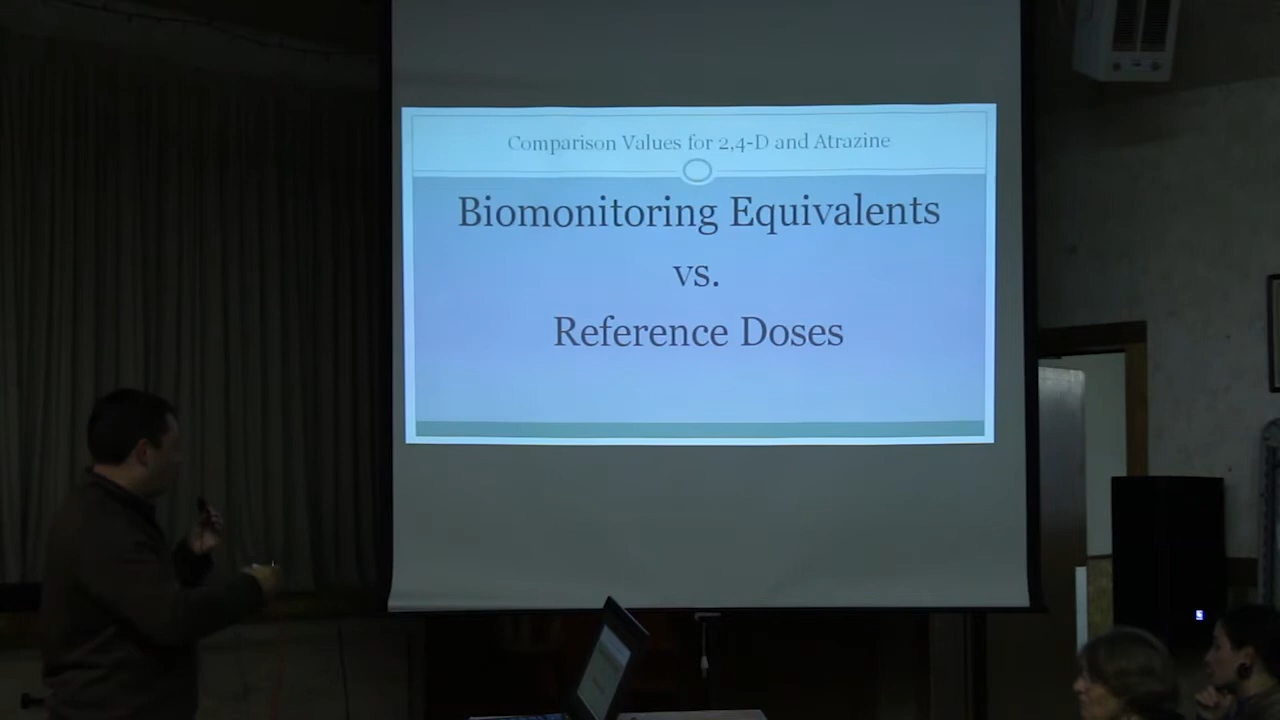 Comparison Values for 2,4-D and Atrazine
Biomonitoring Equivalents
vs.
Reference Doses